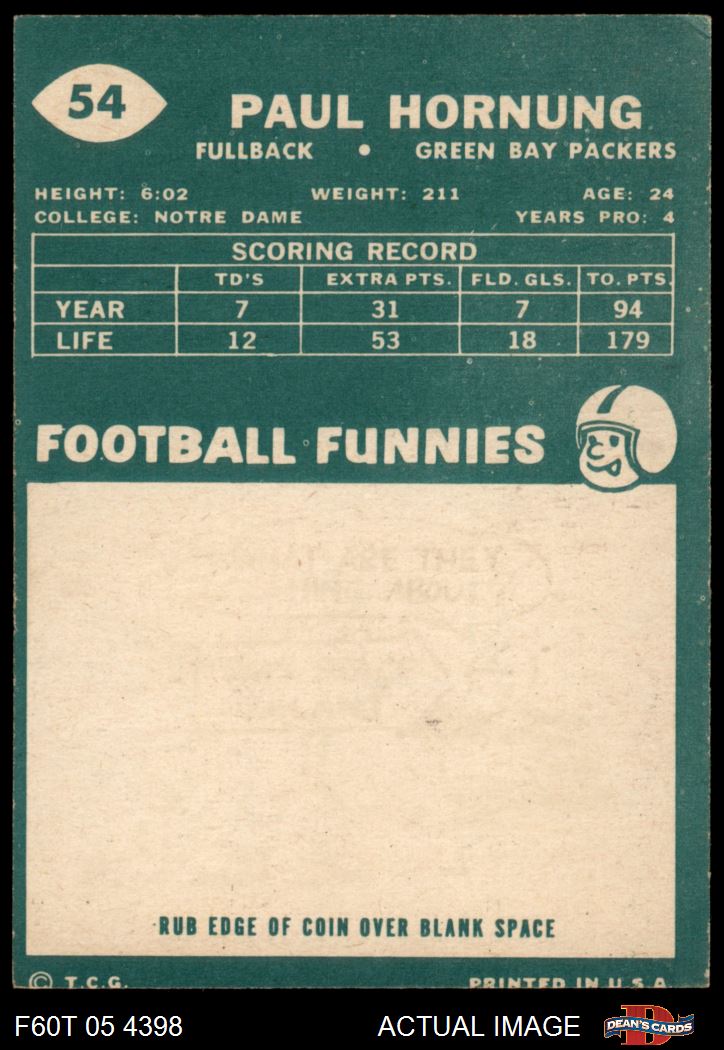 54
PAUL HORNUNG
FULLBACK • GREEN BAY PACKERS
HEIGHT: 6:02 WEIGHT: 211 AGE: 24
COLLEGE: NOTRE DAME YEARS PRO: 4
SCORING RECORD
TD'S EXTRA PTS. FLD. GLS. TO. PTS.
YEAR 7 31 7 94
LIFE 12 53 18 179
FOOTBALL FUNNIES
ARE THEY
ABOUT
RUB EDGE OF COIN OVER BLANK SPACE
© T.C.G. PRINTED IN U.S.A.
F60T 05 4398 ACTUAL IMAGE DEAN'S CARDS